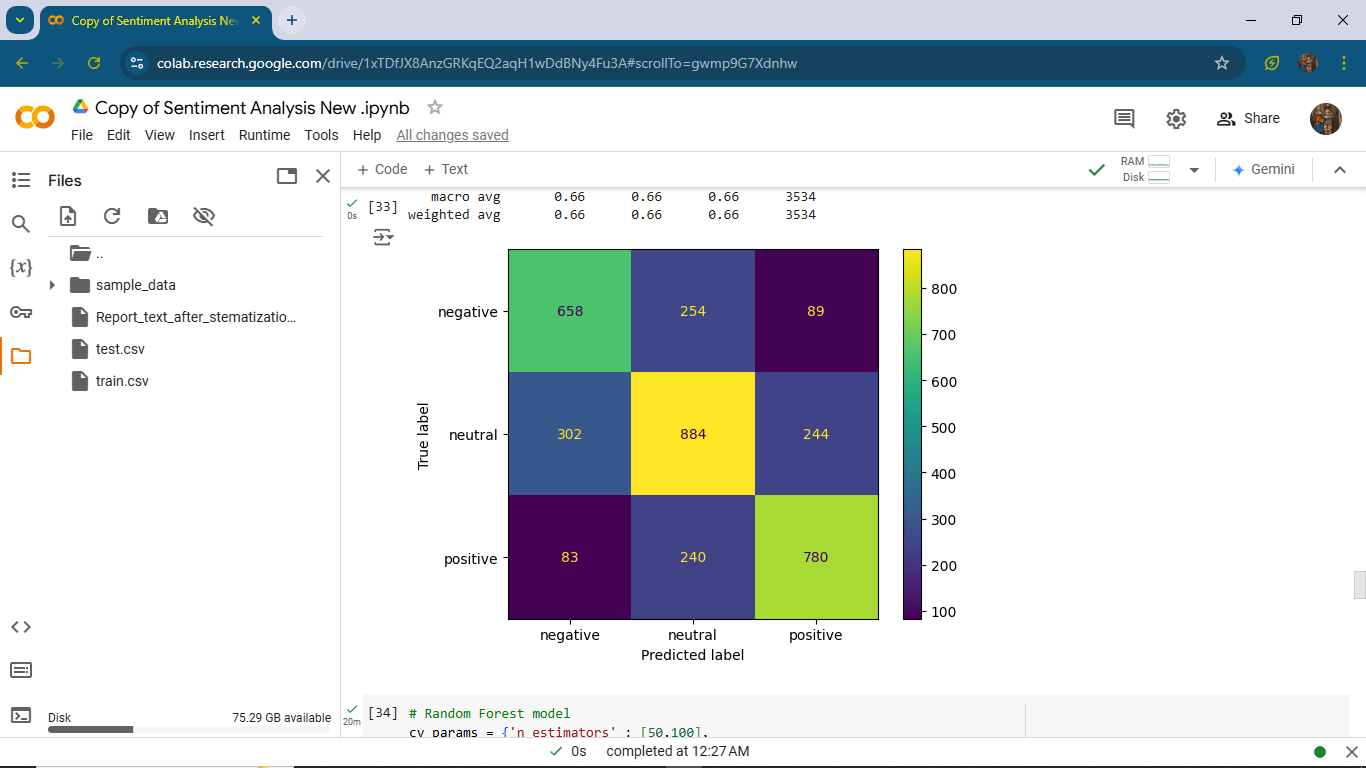 Copy of Sentiment Analysis Ne
colab.research.google.com/drive/1xTDfJX8AnzGRKqEQ2aqH1wDdBNy4Fu3A#scrollTo=gwmp9G7Xdnhw
Copy of Sentiment Analysis New .ipynb
File Edit View Insert Runtime Tools Help All changes saved
Share
Files
+ Code + Text
RAM
Disk
Gemini
..
sample_data
Report_text_after_stematizatio...
test.csv
train.csv
Disk 75.29 GB available
[33]
0s
macro avg 0.66 0.66 0.66 3534
weighted avg 0.66 0.66 0.66 3534
True label
negative 658 254 89
neutral 302 884 244
positive 83 240 780
negative neutral positive
Predicted label
800
700
600
500
400
300
200
100
[34] # Random Forest model
20m
cv_params = {'n_estimators' : [50,100],
0s completed at 12:27 AM